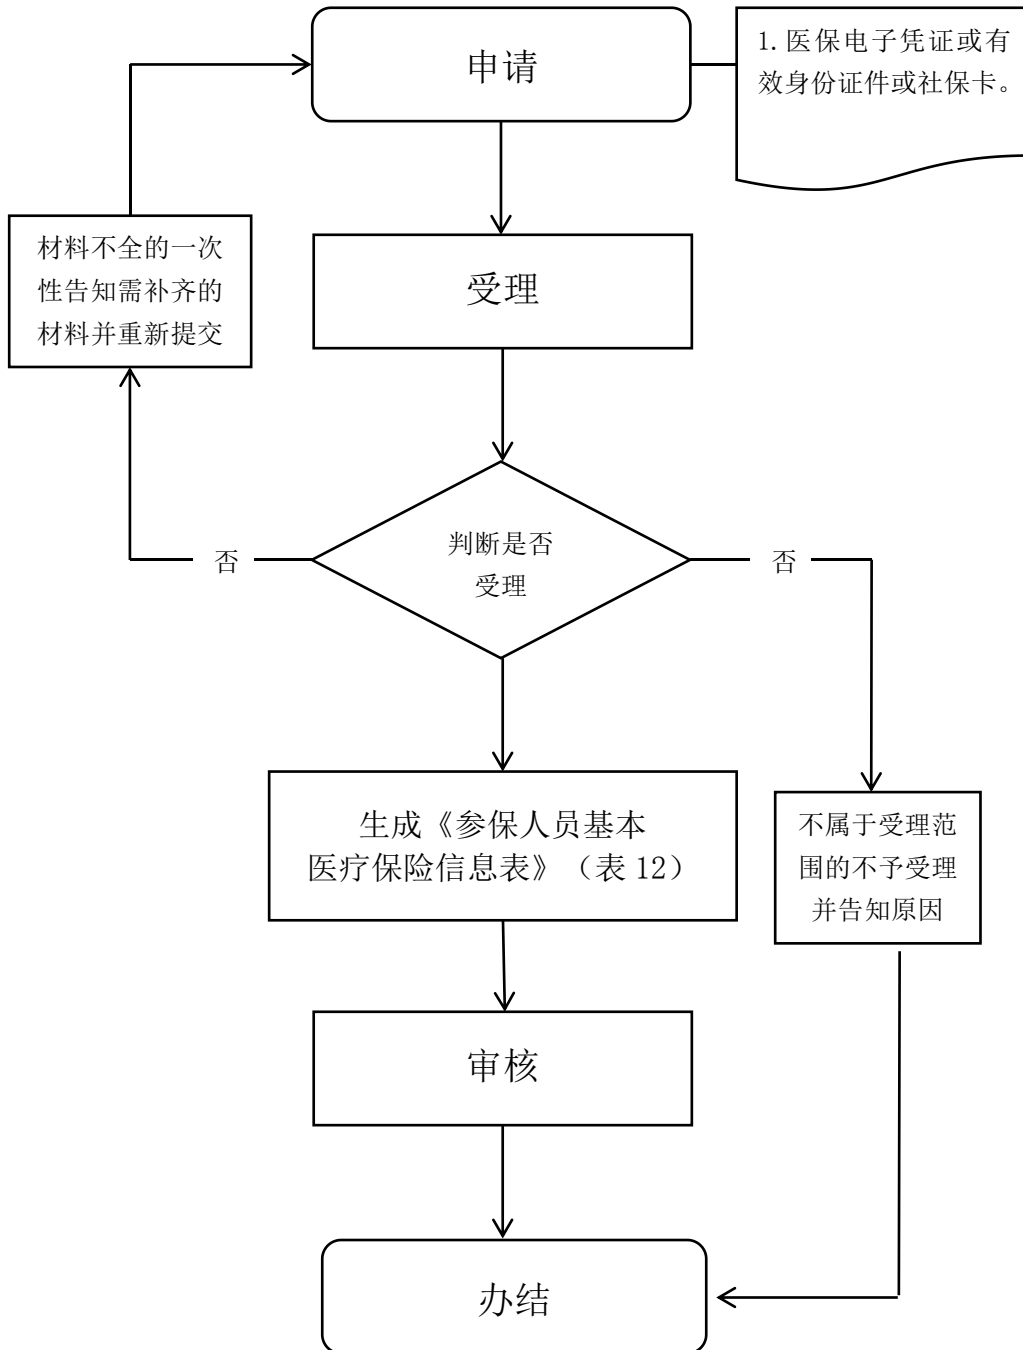 申请
1.医保电子凭证或有
效身份证件或社保卡。
材料不全的一次
性告知需补齐的
材料并重新提交
受理
判断是否
受理
否
否
生成《参保人员基本
医疗保险信息表》（表 12）
不属于受理范
围的不予受理
并告知原因
审核
办结